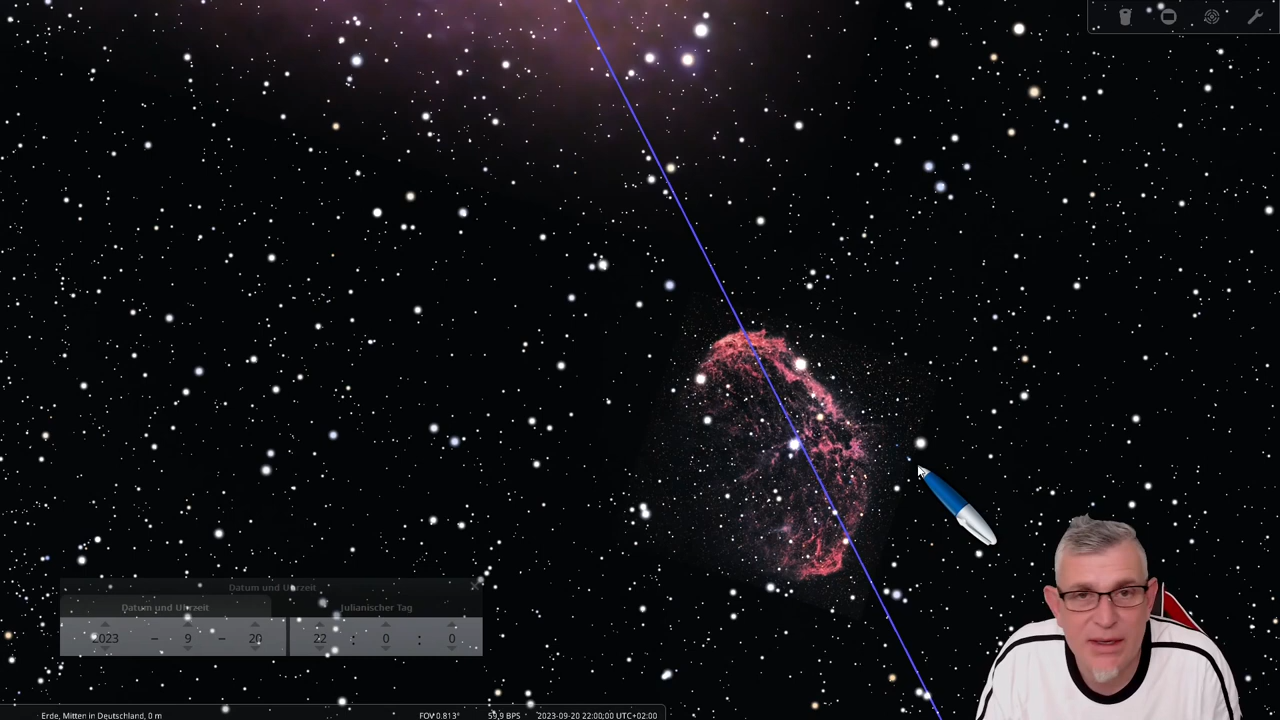 Datum und Uhrzeit
Datum und Uhrzeit
Julianischer Tag
2023 - 9 - 20
22 : 0 : 0
Erde, Mitten in Deutschland, 0 m
FOV 0.813°
59,9 BPS
2023-09-20 22:00:00 UTC+02:00